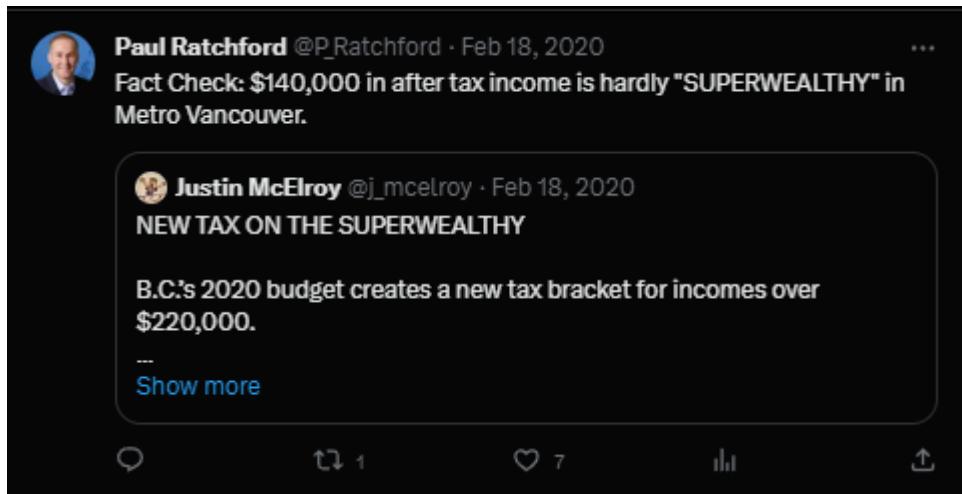 Paul Ratchford @P_Ratchford · Feb 18, 2020
Fact Check: $140,000 in after tax income is hardly "SUPERWEALTHY" in
Metro Vancouver.
Justin McElroy @j_mcelroy · Feb 18, 2020
NEW TAX ON THE SUPERWEALTHY
B.C.'s 2020 budget creates a new tax bracket for incomes over
$220,000.
...
Show more
1 7